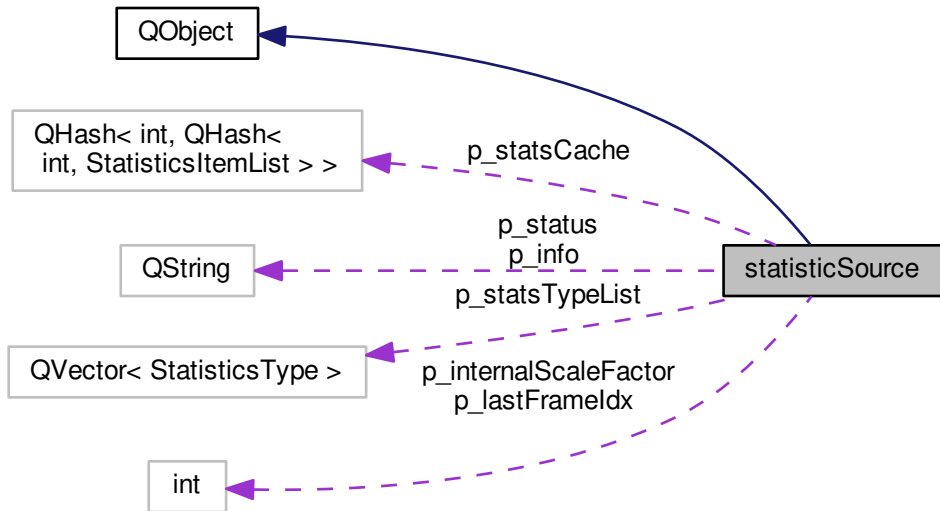 QObject
QHash< int, QHash<
int, StatisticsItemList > >
p_statsCache
p_status
p_info
QString
statisticSource
p_statsTypeList
QVector< StatisticsType >
p_internalScaleFactor
p_lastFrameIdx
int